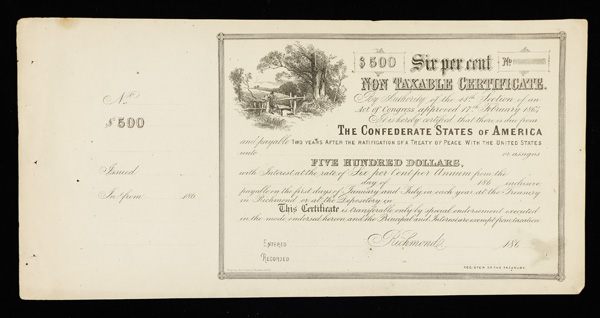 No.
$500
Issued
Int. from 186
$500 Six per cent No
NON TAXABLE CERTIFICATE.
By Authority of the 14th Section of an
Act of Congress approved 17th February 1864
It is hereby certified that there is due from
THE CONFEDERATE STATES OF AMERICA
and payable TWO YEARS AFTER THE RATIFICATION OF A TREATY OF PEACE WITH THE UNITED STATES
unto or assigns
FIVE HUNDRED DOLLARS,
with Interest at the rate of Six per Cent per Annum from the
day of 186 inclusive
payable on the first days of January and July in each year, at the Treasury
in Richmond or at the Depository in
This Certificate is transferable only by special endorsement executed
in the mode endorsed hereon and the Principal and Interest are exempt from taxation
Richmond, 186
ENTERED
RECORDED
REGISTER OF THE TREASURY.